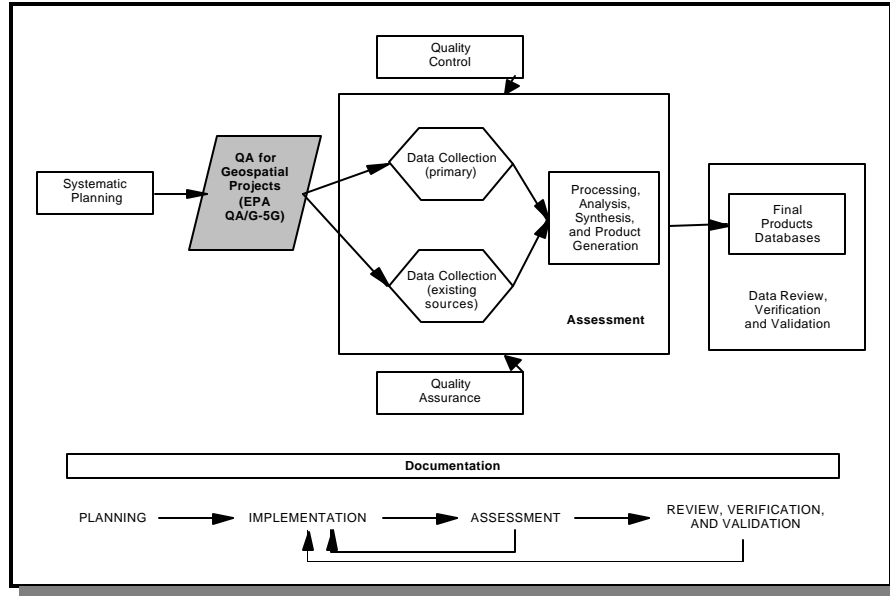 Quality
Control
Systematic
Planning
QA for
Geospatial
Projects
(EPA
QA/G-5G)
Data Collection
(primary)
Data Collection
(existing
sources)
Processing,
Analysis,
Synthesis,
and Product
Generation
Assessment
Final
Products
Databases
Data Review,
Verification
and Validation
Quality
Assurance
Documentation
PLANNING
IMPLEMENTATION
ASSESSMENT
REVIEW, VERIFICATION,
AND VALIDATION